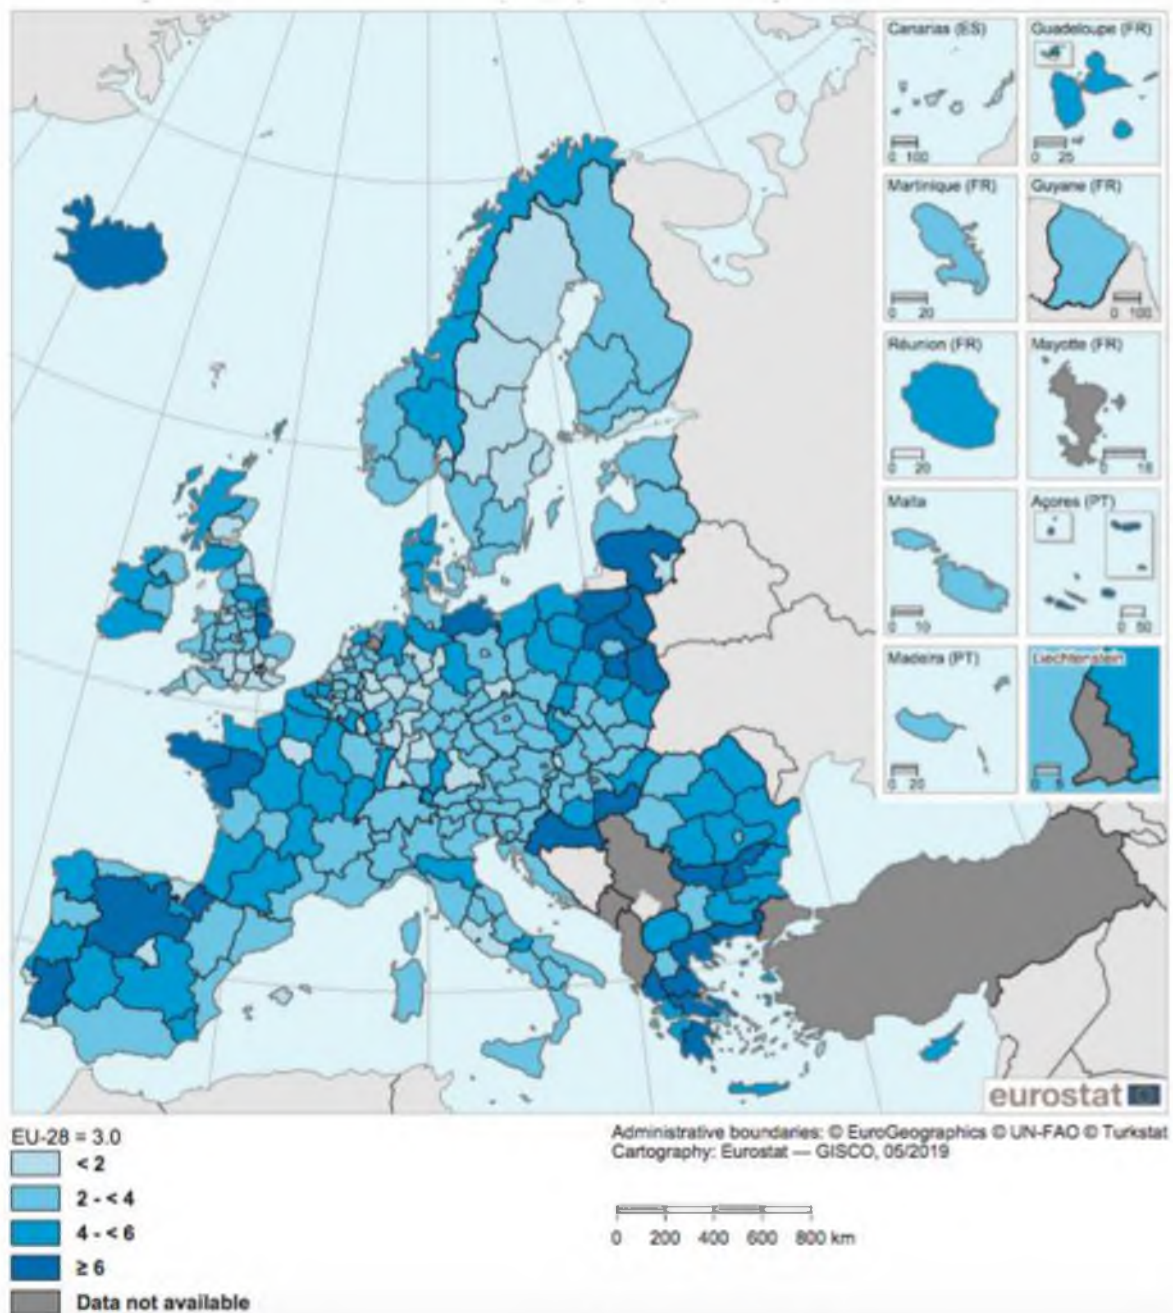 Canarias (ES)
0 100
Guadeloupe (FR)
0 25
Martinique (FR)
0 20
Guyane (FR)
0 100
Réunion (FR)
0 20
Mayotte (FR)
0
Malta
0 10
Açores (PT)
0 50
Madeira (PT)
0 20
Liechtenstein
0
eurostat
EU-28 = 3.0
< 2
2 - < 4
4 - < 6
≥ 6
Data not available
Administrative boundaries: © EuroGeographics © UN-FAO © Turkstat
Cartography: Eurostat — GISCO, 05/2019
0 200 400 600 800 km